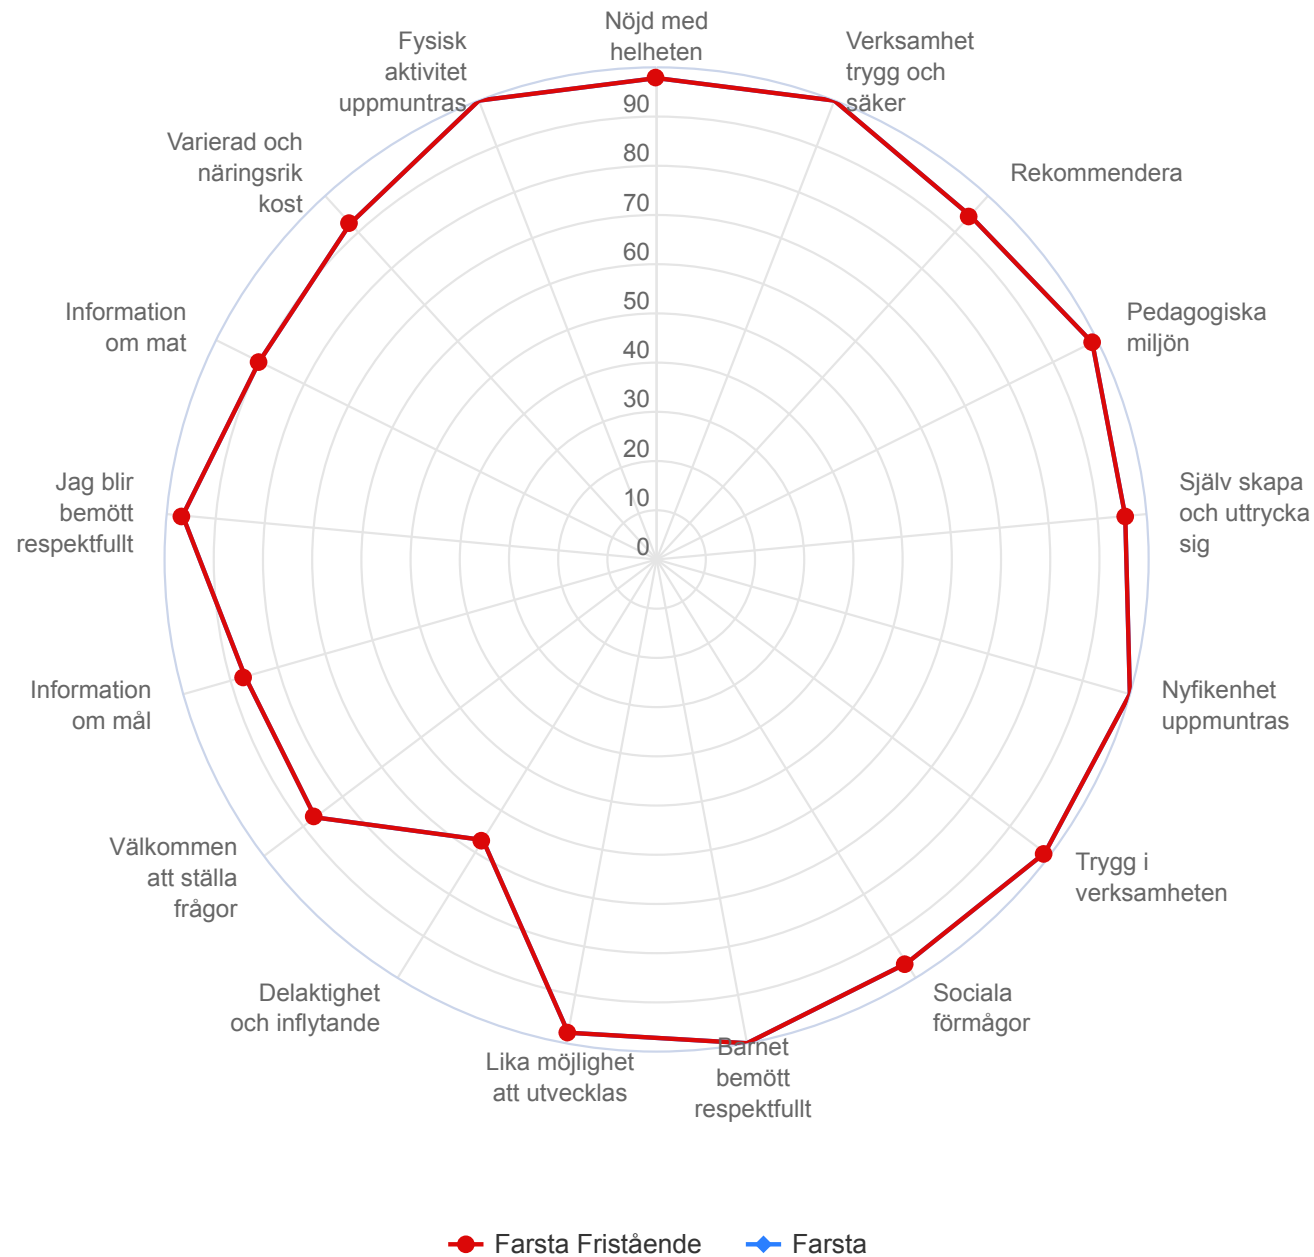 Nöjd med
helheten
Verksamhet
trygg och
säker
Rekommendera
Pedagogiska
miljön
Själv skapa
och uttrycka
sig
Nyfikenhet
uppmuntras
Trygg i
verksamheten
Sociala
förmågor
Barnet
bemött
respektfullt
Lika möjlighet
att utvecklas
Delaktighet
och inflytande
Välkommen
att ställa
frågor
Information
om mål
Jag blir
bemött
respektfullt
Information
om mat
Varierad och
näringsrik
kost
Fysisk
aktivitet
uppmuntras
90
80
70
60
50
40
30
20
10
0
Farsta Fristående
Farsta